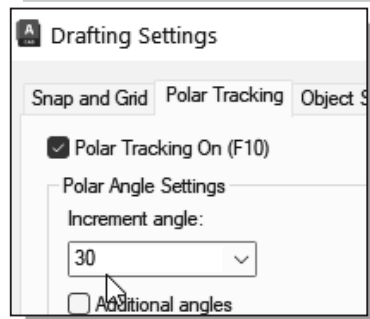 A CAD Drafting Settings
Snap and Grid Polar Tracking Object S
Polar Tracking On (F10)
Polar Angle Settings
Increment angle:
30
Additional angles